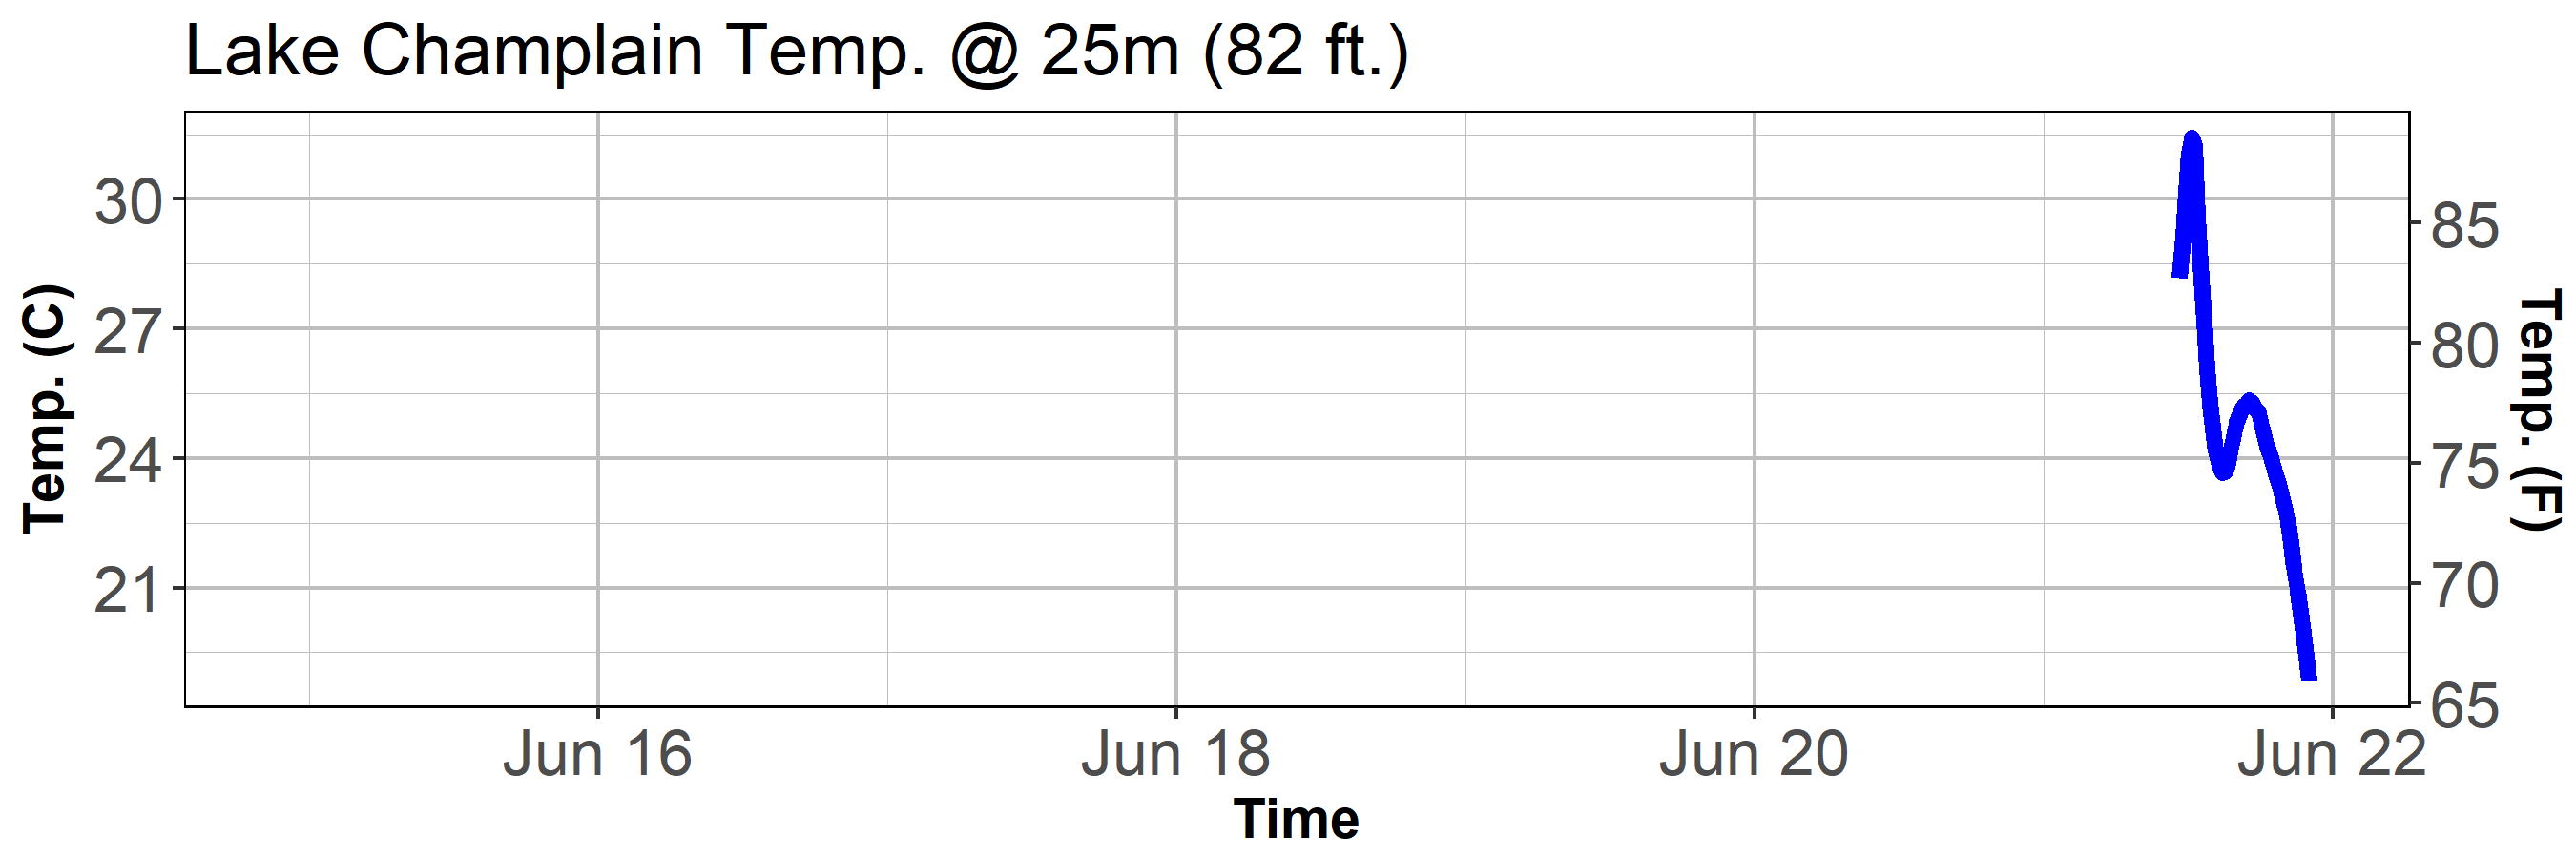 Lake Champlain Temp. @ 25m (82 ft.)
Temp. (C)
30
27
24
21
85
80
75
70
65
Temp. (F)
Jun 16 Jun 18 Jun 20 Jun 22
Time